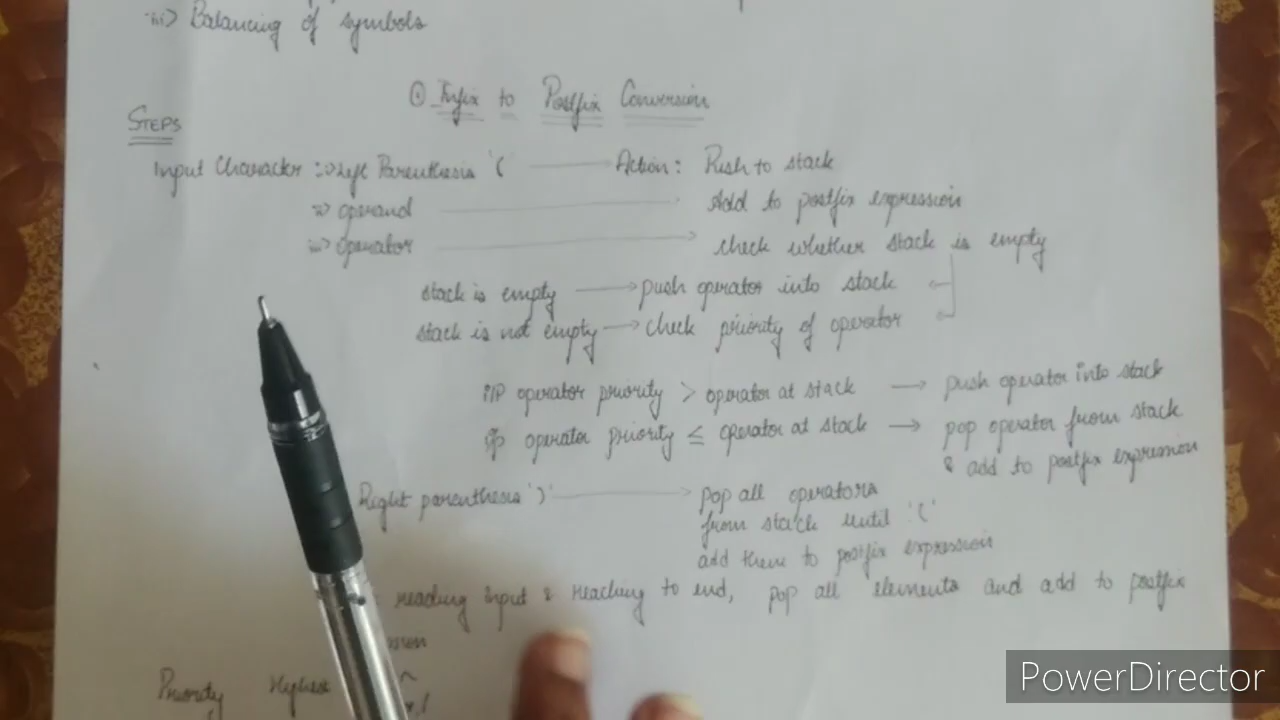 iii) Balancing of symbols
① Infix to Postfix Conversion
STEPS
Input Character : i) Left Parenthesis '(' Action : Push to stack
ii) operand Add to postfix expression
iii) operator check whether stack is empty
stack is empty → push operator into stack
stack is not empty → check priority of operator
i/P operator priority > operator at stack → push operator into stack
i/p operator priority ≤ operator at stack → pop operator from stack
& add to postfix expression
Right parenthesis ')' pop all operators
from stack until '('
add them to postfix expression
reading input & reaching to end, pop all elements and add to postfix
Priority Highest ^
PowerDirector